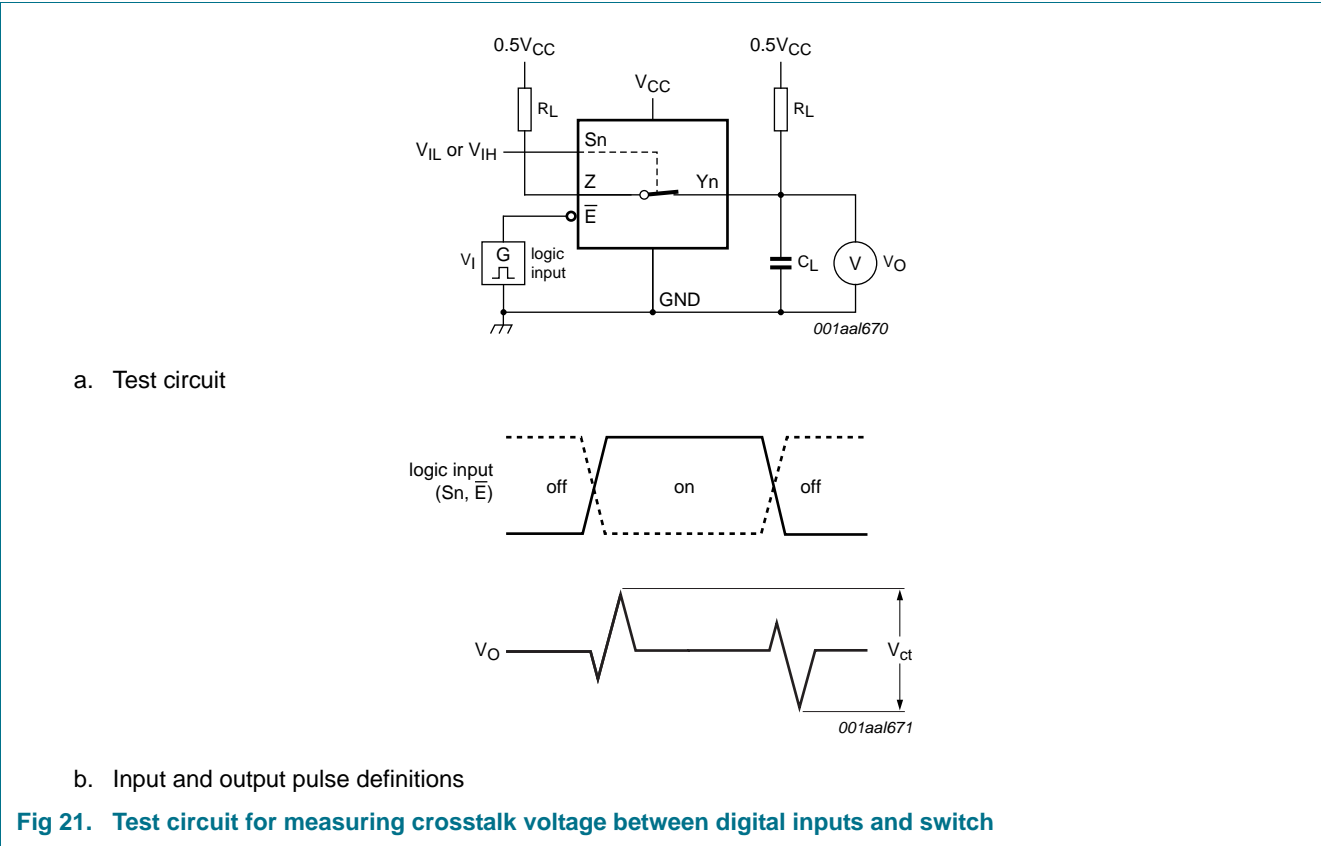 0.5VCC
0.5VCC
VCC
RL
RL
Sn
VIL or VIH
Z
Yn
E̅
VI
G
logic
input
CL
V
VO
GND
001aal670
a. Test circuit
logic input
(Sn, E̅)
off
on
off
VO
Vct
001aal671
b. Input and output pulse definitions
Fig 21. Test circuit for measuring crosstalk voltage between digital inputs and switch